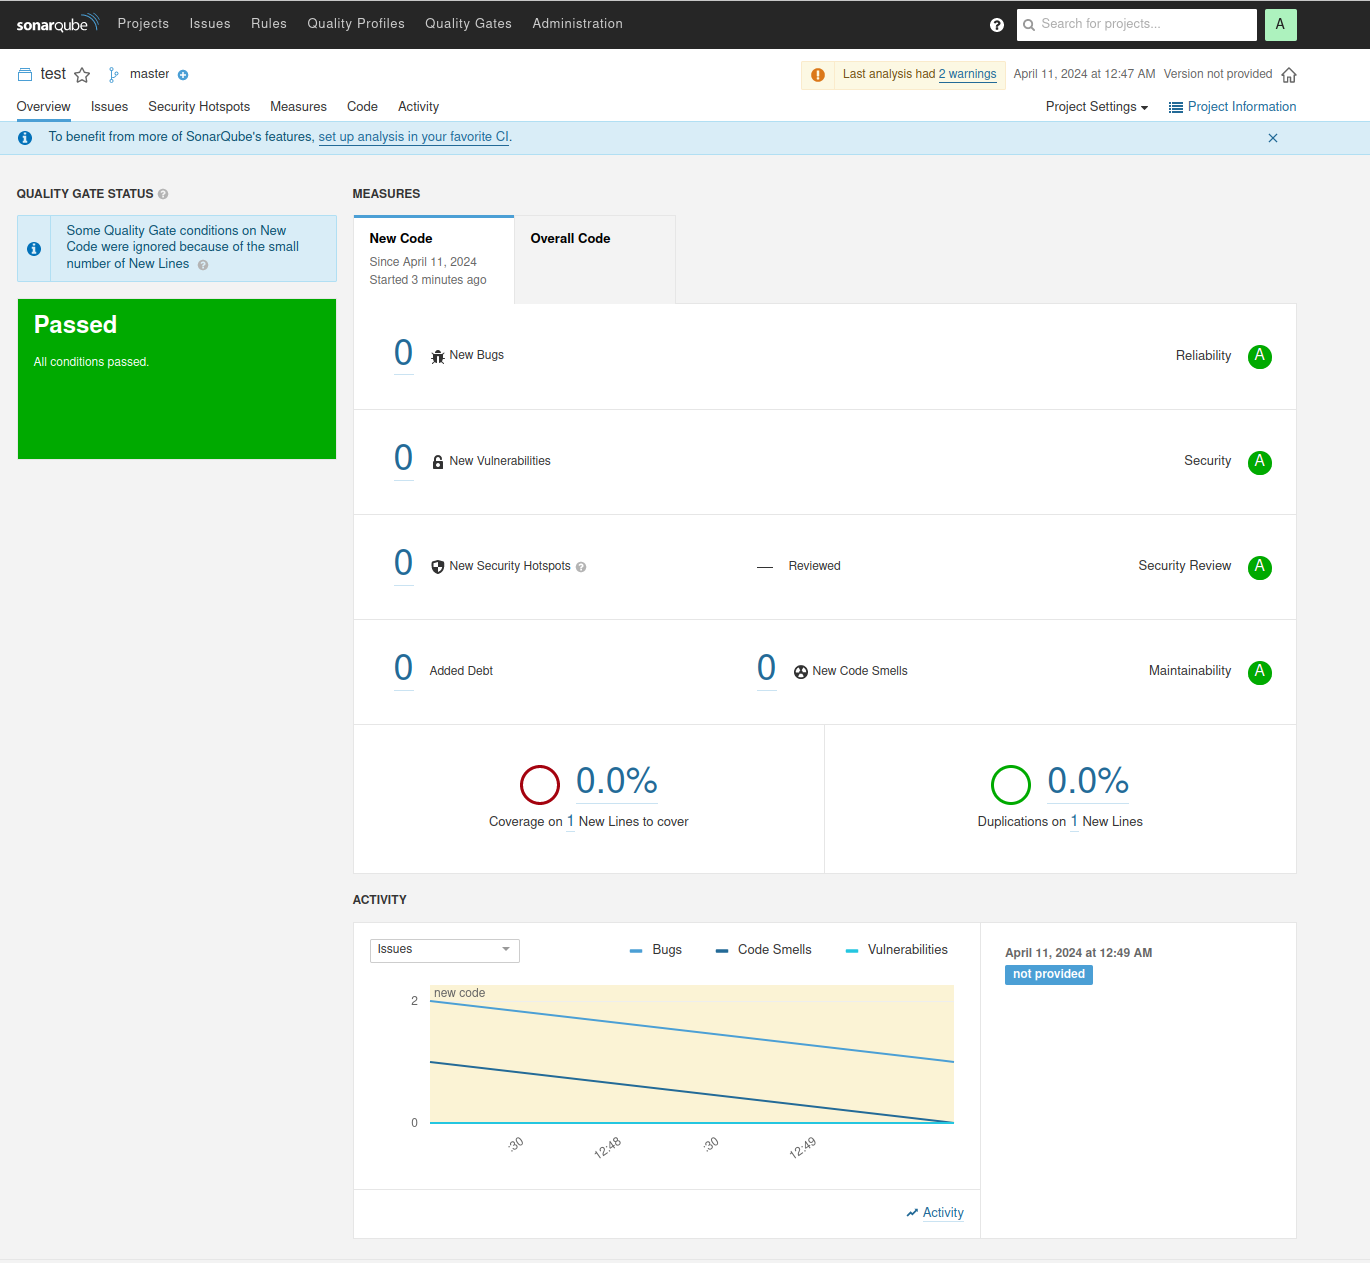 sonarqube Projects Issues Rules Quality Profiles Quality Gates Administration ? Search for projects... A
test master Last analysis had 2 warnings April 11, 2024 at 12:47 AM Version not provided
Overview Issues Security Hotspots Measures Code Activity Project Settings Project Information
To benefit from more of SonarQube's features, set up analysis in your favorite CI.
QUALITY GATE STATUS ?
Some Quality Gate conditions on New
Code were ignored because of the small
number of New Lines ?
Passed
All conditions passed.
MEASURES
New Code
Since April 11, 2024
Started 3 minutes ago
Overall Code
0 New Bugs Reliability A
0 New Vulnerabilities Security A
0 New Security Hotspots ? Reviewed Security Review A
0 Added Debt 0 New Code Smells Maintainability A
0.0%
Coverage on 1 New Lines to cover
0.0%
Duplications on 1 New Lines
ACTIVITY
Issues Bugs Code Smells Vulnerabilities
new code
2
0
:30 12:48 :30 12:49
Activity
April 11, 2024 at 12:49 AM
not provided